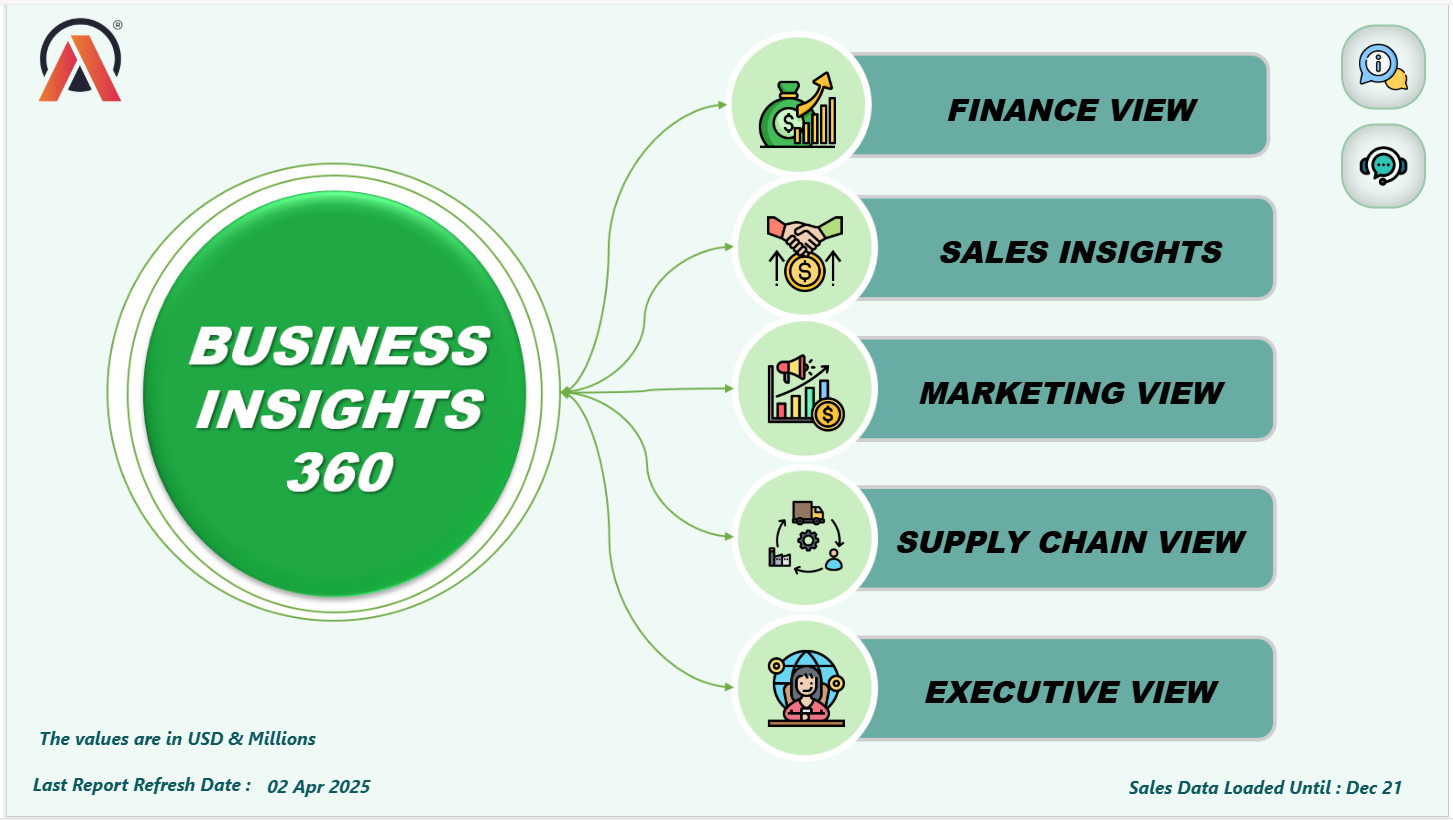 ®
FINANCE VIEW
SALES INSIGHTS
BUSINESS
INSIGHTS
360
MARKETING VIEW
SUPPLY CHAIN VIEW
EXECUTIVE VIEW
The values are in USD & Millions
Last Report Refresh Date : 02 Apr 2025
Sales Data Loaded Until : Dec 21